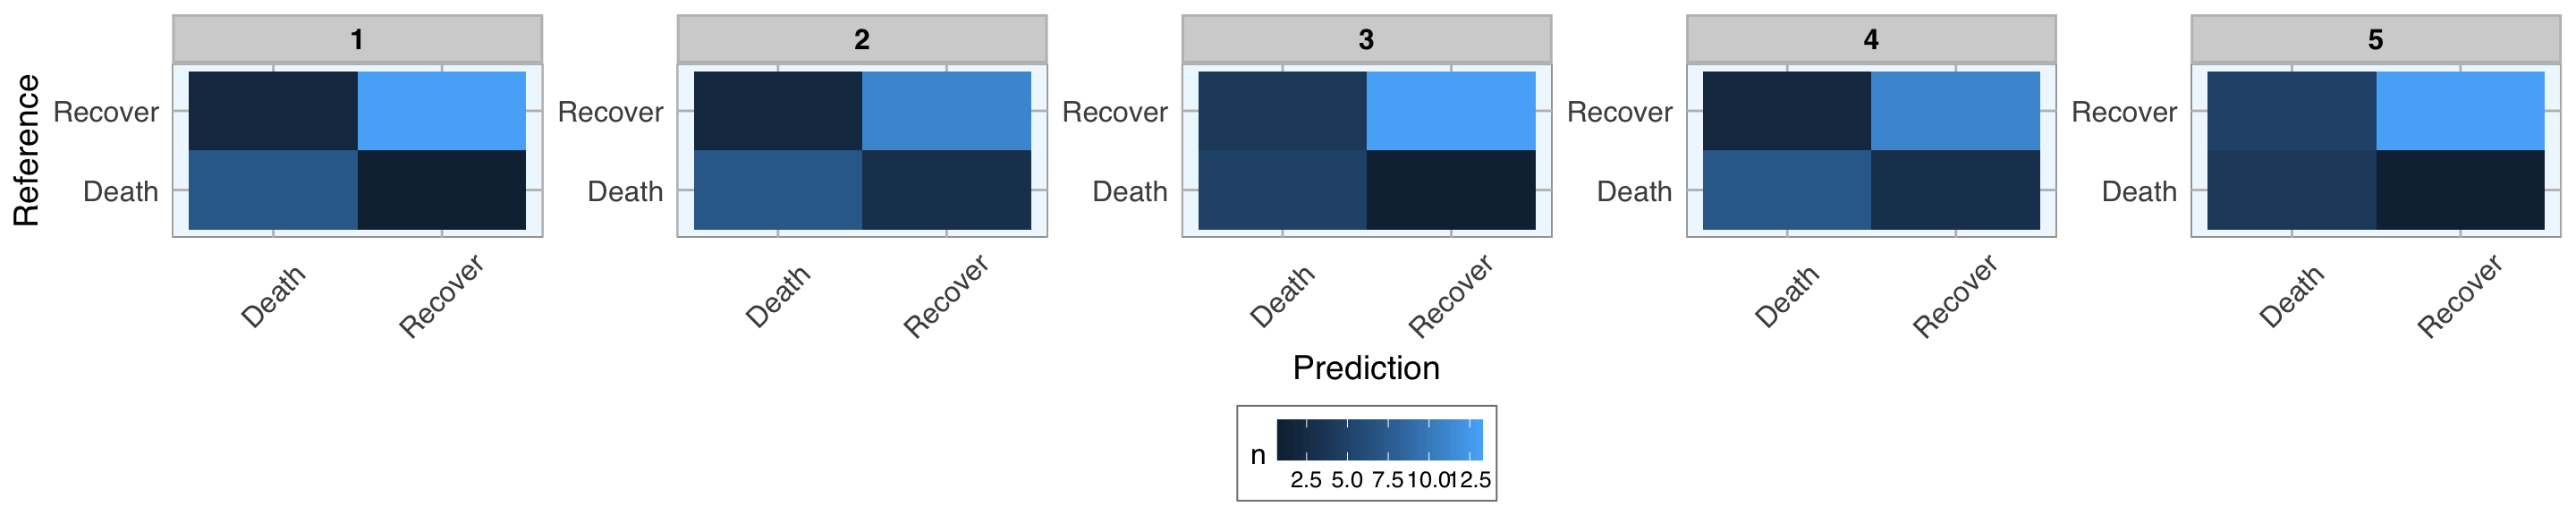 1 2 3 4 5
Reference
Recover Recover Recover Recover Recover
Death Death Death Death Death
Death Recover Death Recover Death Recover Death Recover Death Recover
Prediction
n
2.5 5.0 7.5 10.0 12.5